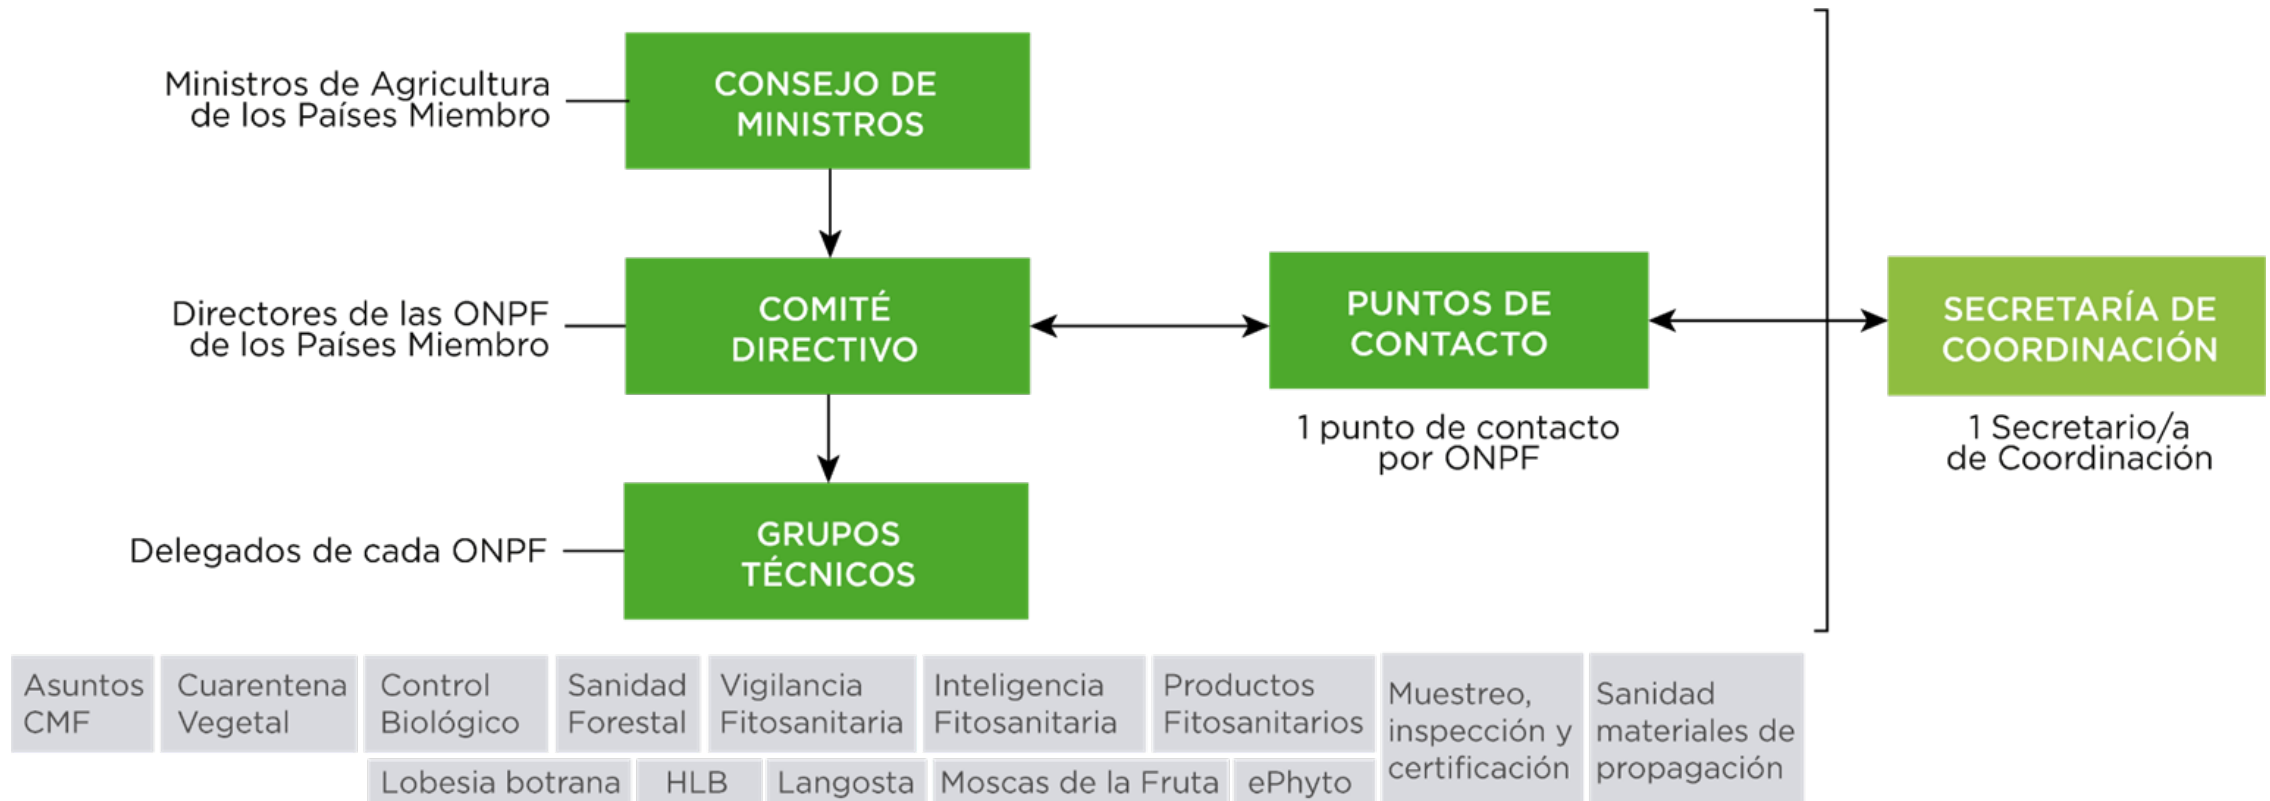 Ministros de Agricultura
de los Países Miembro
CONSEJO DE
MINISTROS
Directores de las ONPF
de los Países Miembro
COMITÉ
DIRECTIVO
PUNTOS DE
CONTACTO
1 punto de contacto
por ONPF
SECRETARÍA DE
COORDINACIÓN
1 Secretario/a
de Coordinación
Delegados de cada ONPF
GRUPOS
TÉCNICOS
Asuntos
CMF
Cuarentena
Vegetal
Control
Biológico
Sanidad
Forestal
Vigilancia
Fitosanitaria
Inteligencia
Fitosanitaria
Productos
Fitosanitarios
Muestreo,
inspección y
certificación
Sanidad
materiales de
propagación
Lobesia botrana
HLB
Langosta
Moscas de la Fruta
ePhyto